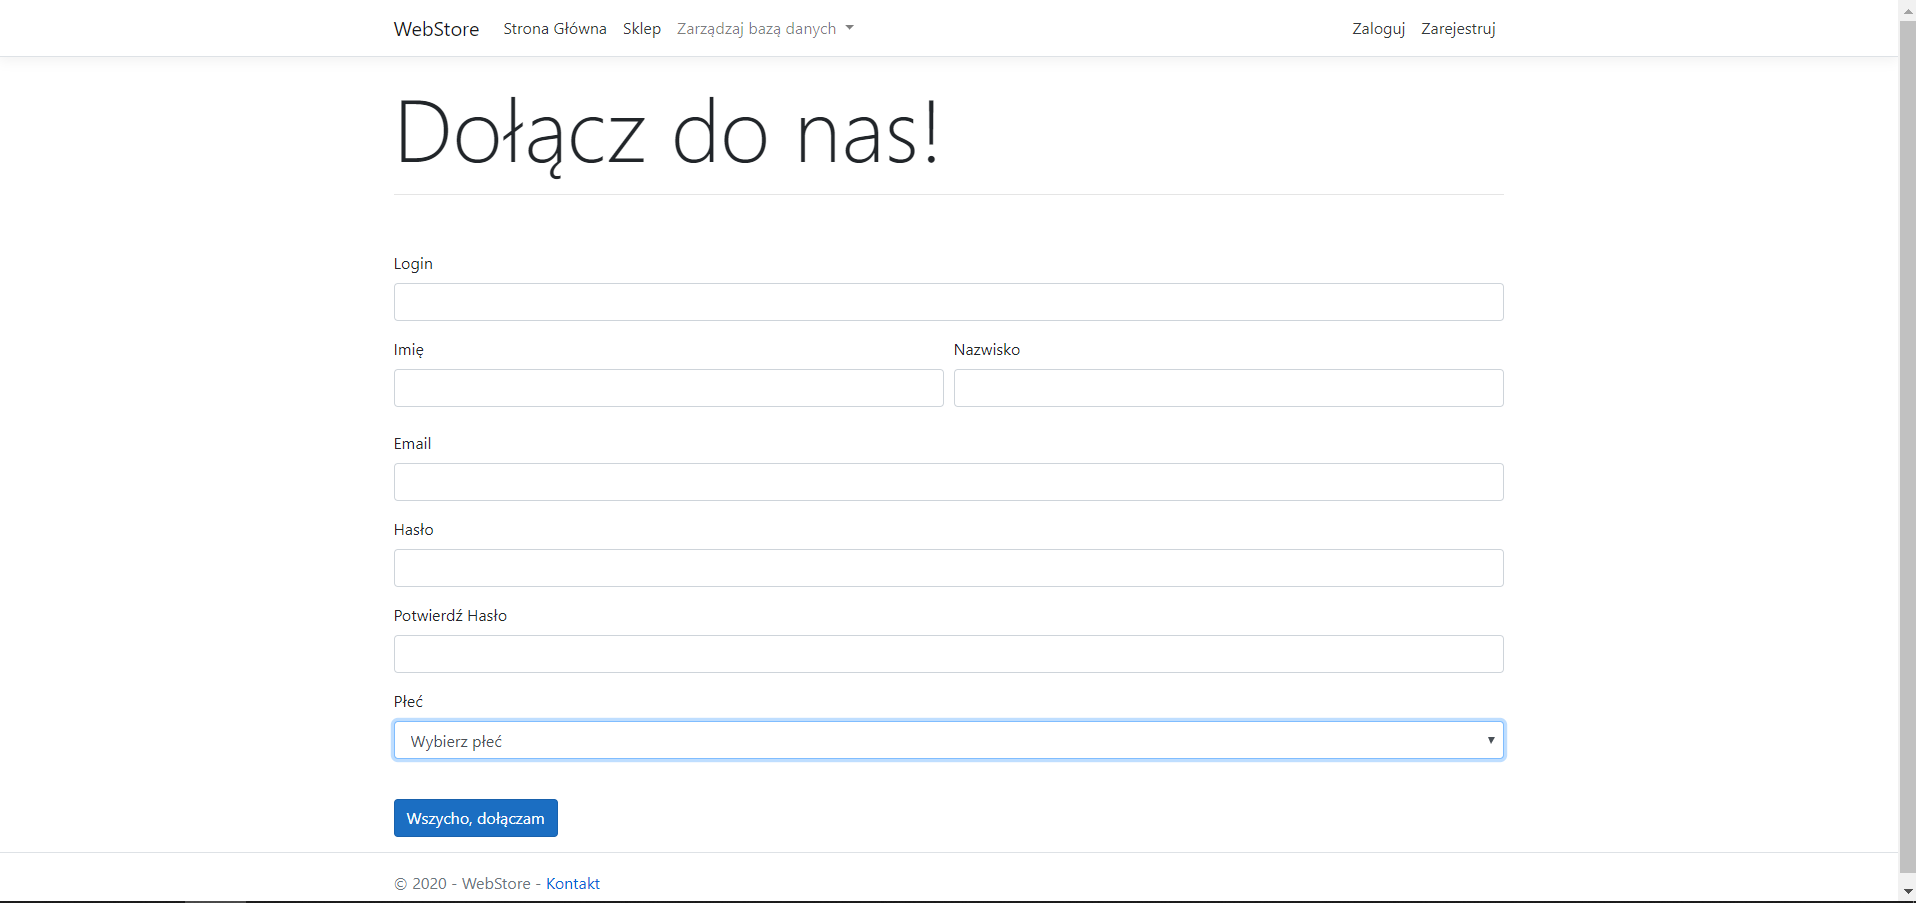 WebStore Strona Główna Sklep Zarządzaj bazą danych Zaloguj Zarejestruj
Dołącz do nas!
Login
Imię Nazwisko
Email
Hasło
Potwierdź Hasło
Płeć
Wybierz płeć
Wszycho, dołączam
© 2020 - WebStore - Kontakt